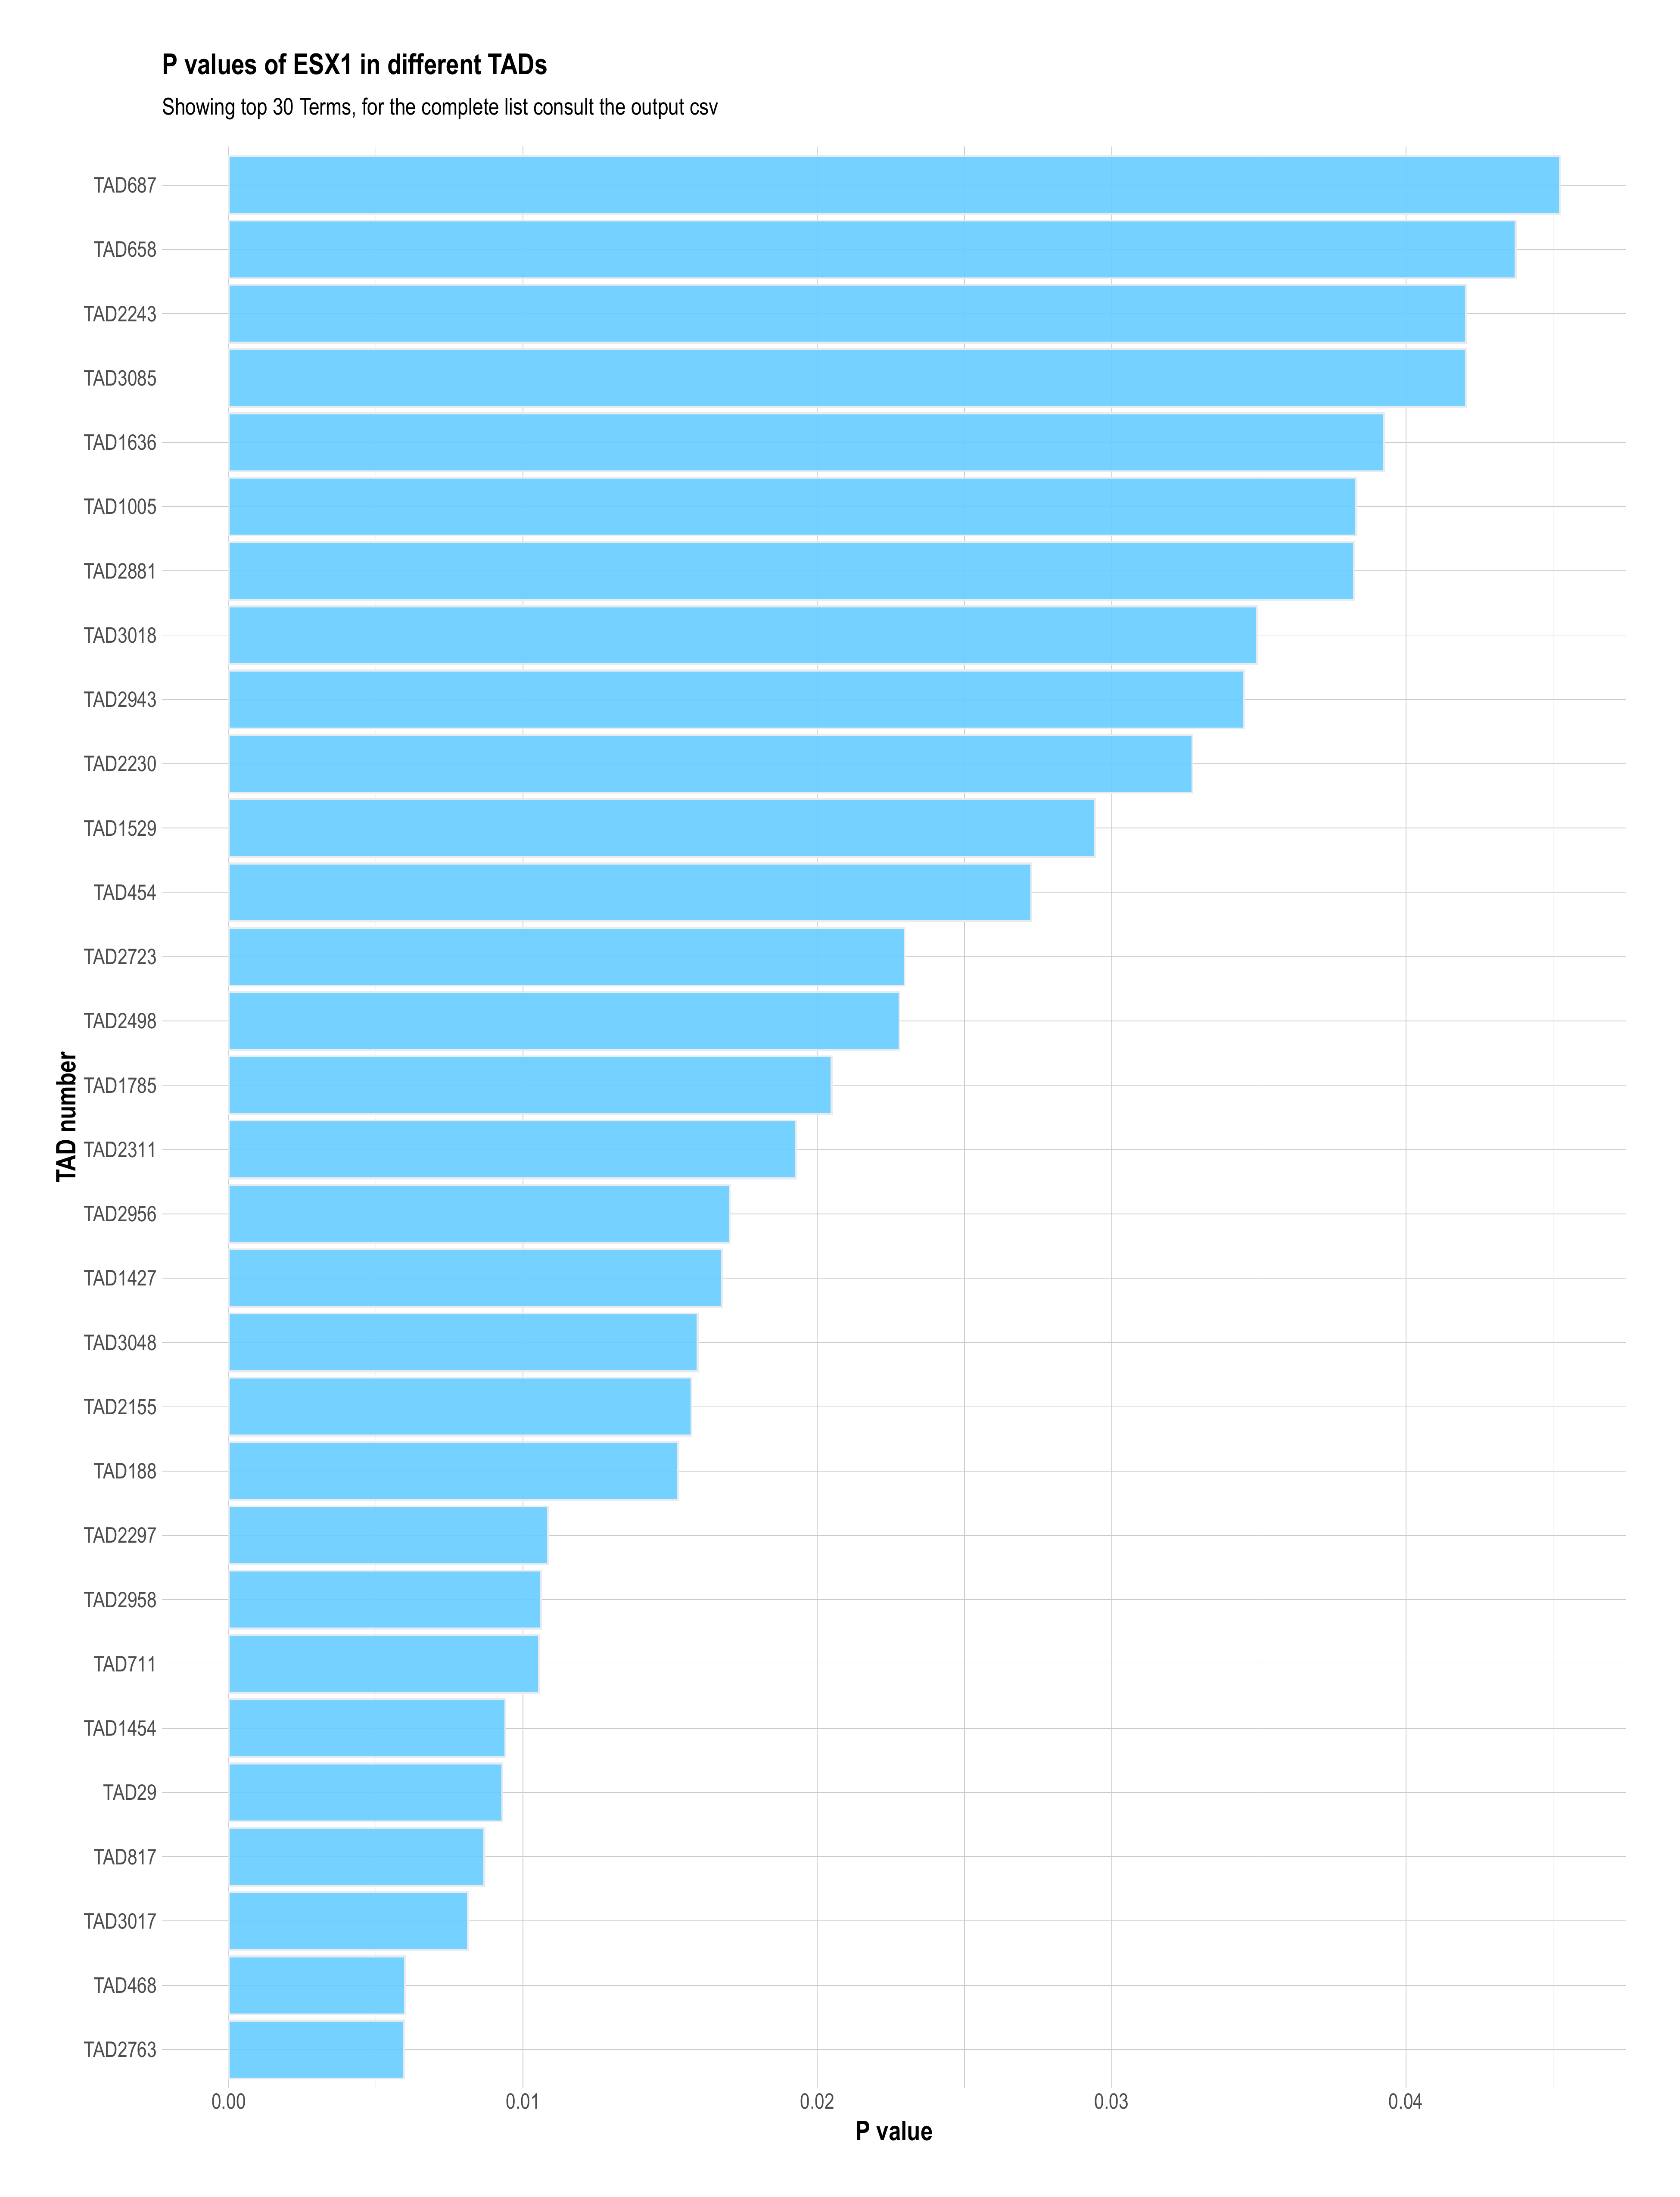 P values of ESX1 in different TADs
Showing top 30 Terms, for the complete list consult the output csv
TAD number
TAD687
TAD658
TAD2243
TAD3085
TAD1636
TAD1005
TAD2881
TAD3018
TAD2943
TAD2230
TAD1529
TAD454
TAD2723
TAD2498
TAD1785
TAD2311
TAD2956
TAD1427
TAD3048
TAD2155
TAD188
TAD2297
TAD2958
TAD711
TAD1454
TAD29
TAD817
TAD3017
TAD468
TAD2763
0.00 0.01 0.02 0.03 0.04
P value